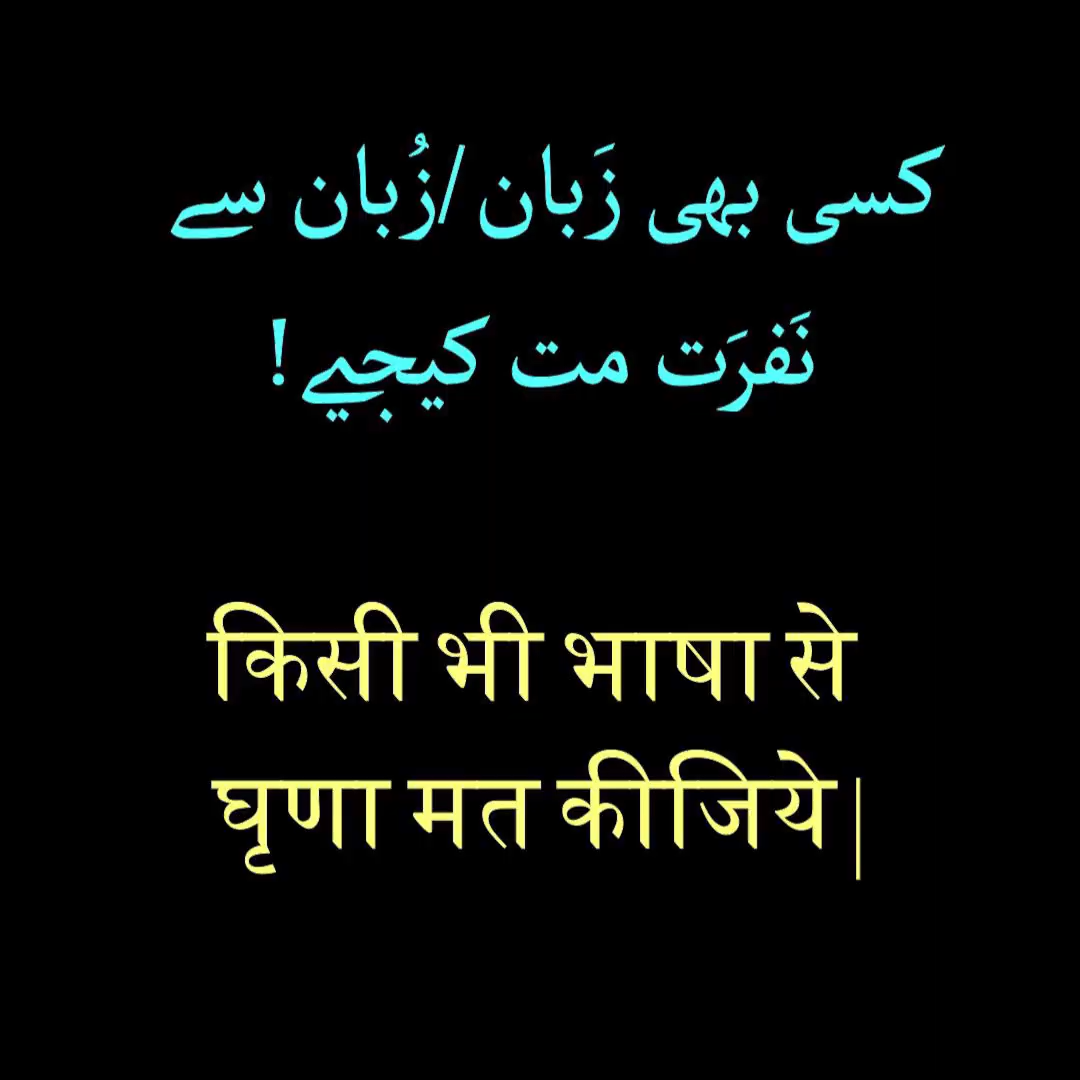 کسی بھی زَبان /زُبان سے
نَفرَت مت کیجیے!
किसी भी भाषा से
घृणा मत कीजिये|